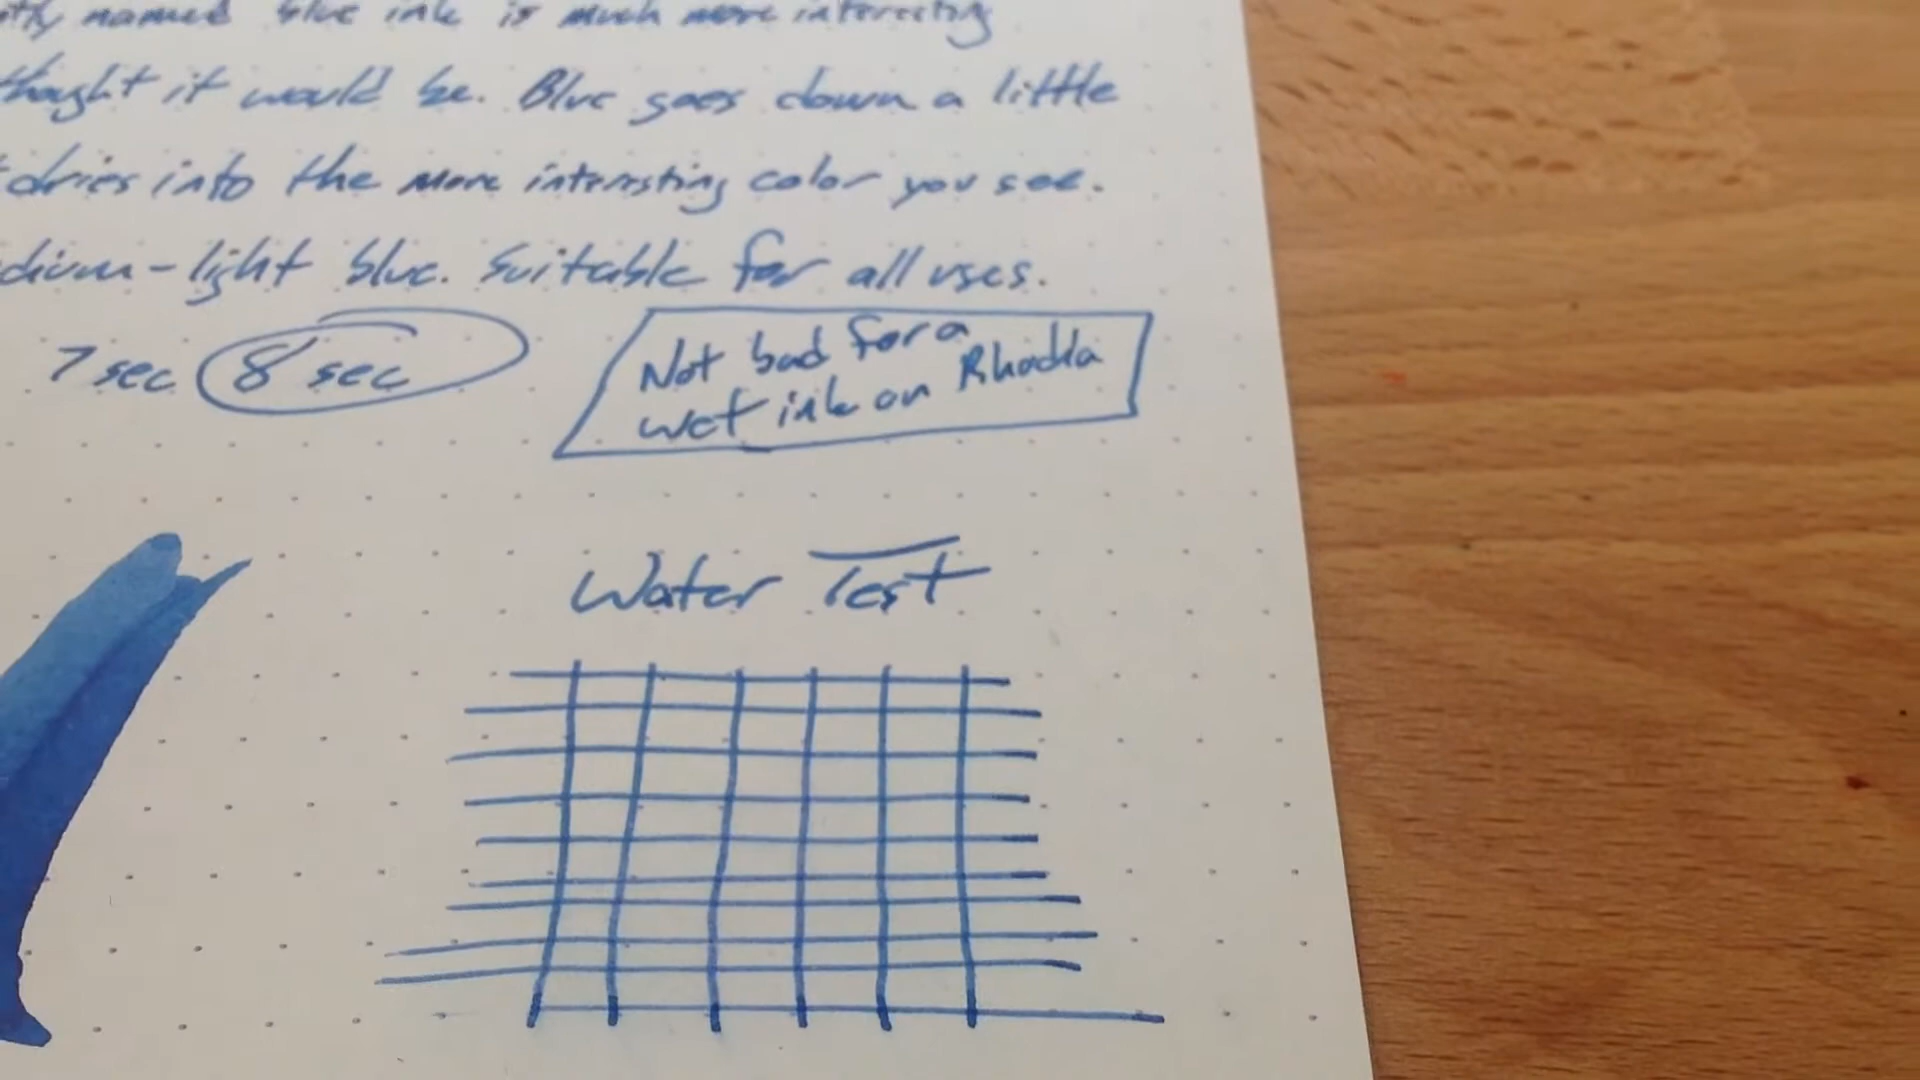 named blue ink is much more interesting
thought it would be. Blue goes down a little
dries into the more interesting color you see.
dium-light blue. Suitable for all uses.
7 sec 8 sec
Not bad for a
wet ink on Rhodia
Water Test